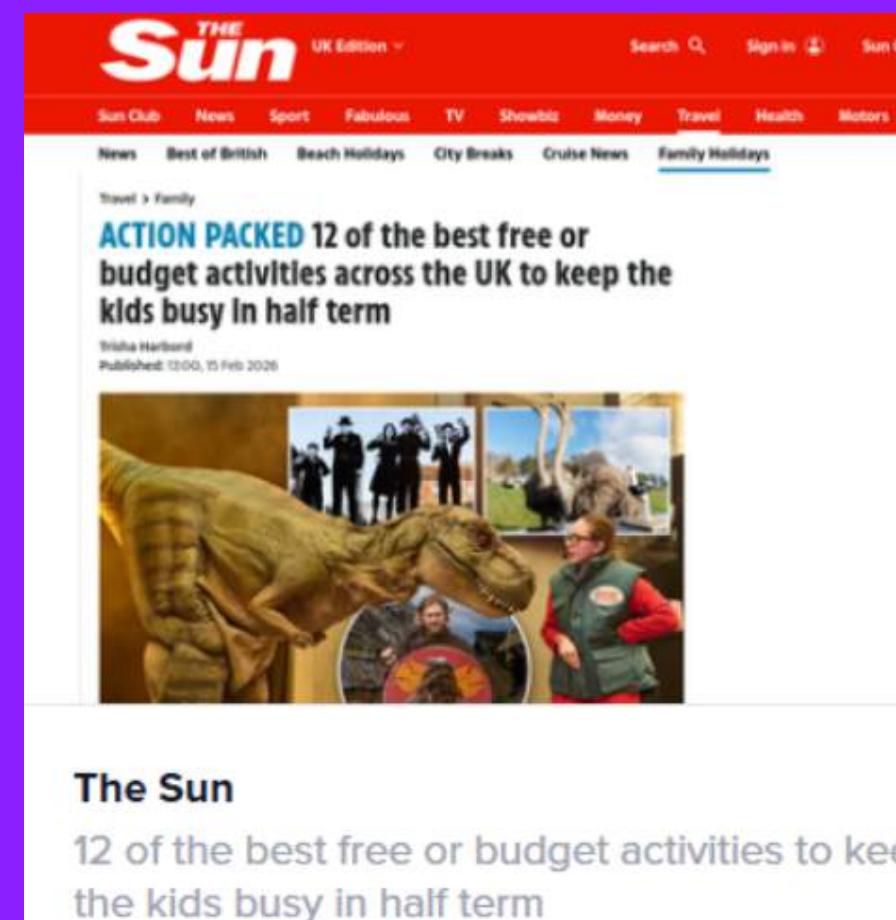 THE Sun
UK Edition
Search
Sign in
Sun
Sun Club News Sport Fabulous TV Showbiz Money Travel Health Motors
News Best of British Beach Holidays City Breaks Cruise News Family Holidays
Travel > Family
ACTION PACKED 12 of the best free or
budget activities across the UK to keep the
kids busy in half term
Trisha Harbord
Published: 13:00, 15 Feb 2026
The Sun
12 of the best free or budget activities to kee
the kids busy in half term